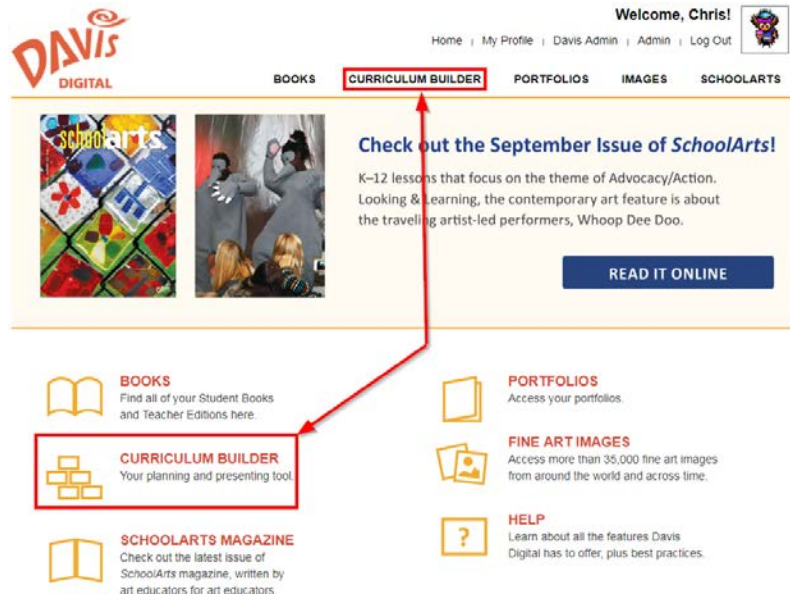 DAVIS
DIGITAL
Welcome, Chris!
Home | My Profile | Davis Admin | Admin | Log Out
BOOKS CURRICULUM BUILDER PORTFOLIOS IMAGES SCHOOLARTS
schoolarts
Check out the September Issue of SchoolArts!
K–12 lessons that focus on the theme of Advocacy/Action.
Looking & Learning, the contemporary art feature is about
the traveling artist-led performers, Whoop Dee Doo.
READ IT ONLINE
BOOKS
Find all of your Student Books
and Teacher Editions here.
CURRICULUM BUILDER
Your planning and presenting tool.
SCHOOLARTS MAGAZINE
Check out the latest issue of
SchoolArts magazine, written by
art educators for art educators.
PORTFOLIOS
Access your portfolios.
FINE ART IMAGES
Access more than 35,000 fine art images
from around the world and across time.
?
HELP
Learn about all the features Davis
Digital has to offer, plus best practices.